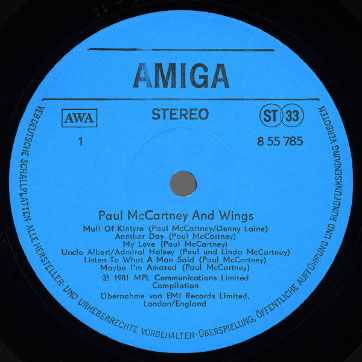 AMIGA
STEREO
AWA
ST 33
1
8 55 785
Paul McCartney And Wings
Mull Of Kintyre (Paul McCartney/Denny Laine)
Another Day (Paul McCartney)
My Love (Paul McCartney)
Uncle Albert/Admiral Halsey (Paul und Linda McCartney)
Listen To What A Man Said (Paul McCartney)
Maybe I'm Amazed (Paul McCartney)
℗ 1981 MPL Communications Limited
Compilation
Übernahme von EMI Records Limited,
London/England
VEB DEUTSCHE SCHALLPLATTEN · ALLE HERSTELLER- UND URHEBERRECHTE VORBEHALTEN · ÜBERSPIELUNG, ÖFFENTLICHE AUFFÜHRUNG UND RUNDFUNKSENDUNG VERBOTEN